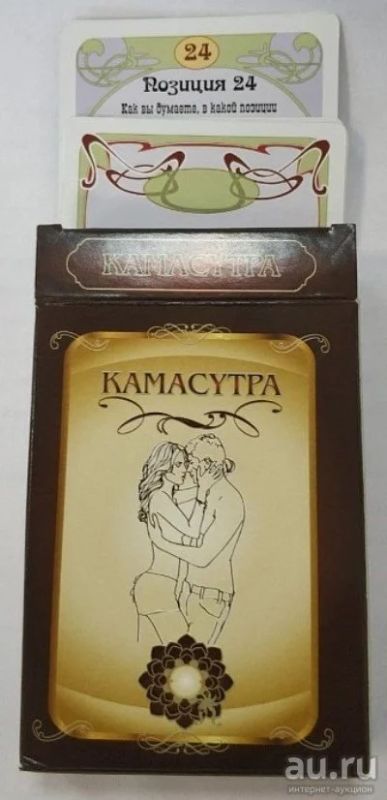 24
Позиция 24
Как вы думаете, в какой позиции
КАМАСУТРА
КАМАСУТРА
au.ru
интернет-аукцион